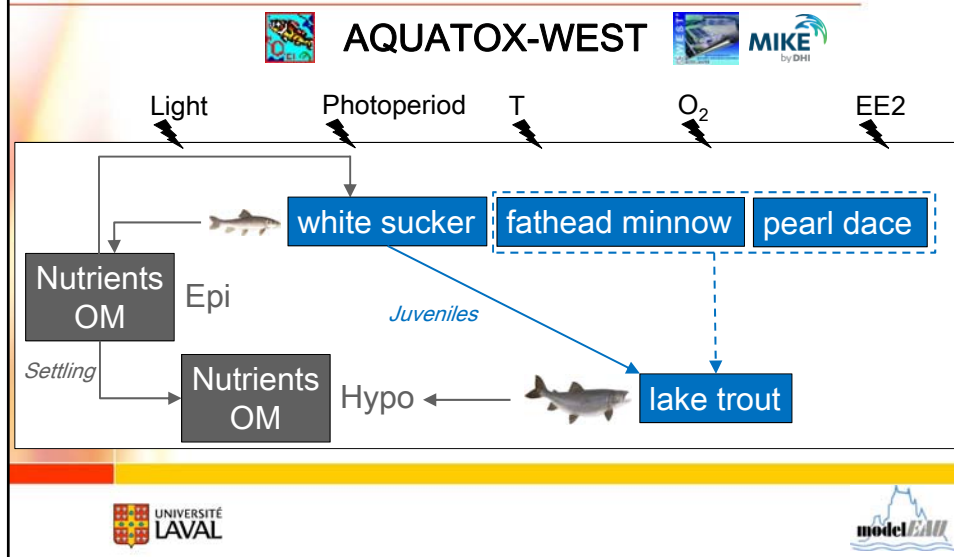 AQUATOX-WEST
WEST
MIKE
by DHI
Light Photoperiod T O₂ EE2
white sucker fathead minnow pearl dace
Nutrients
OM
Epi
Juveniles
Settling
Nutrients
OM
Hypo
lake trout
UNIVERSITÉ
LAVAL
modelEAU